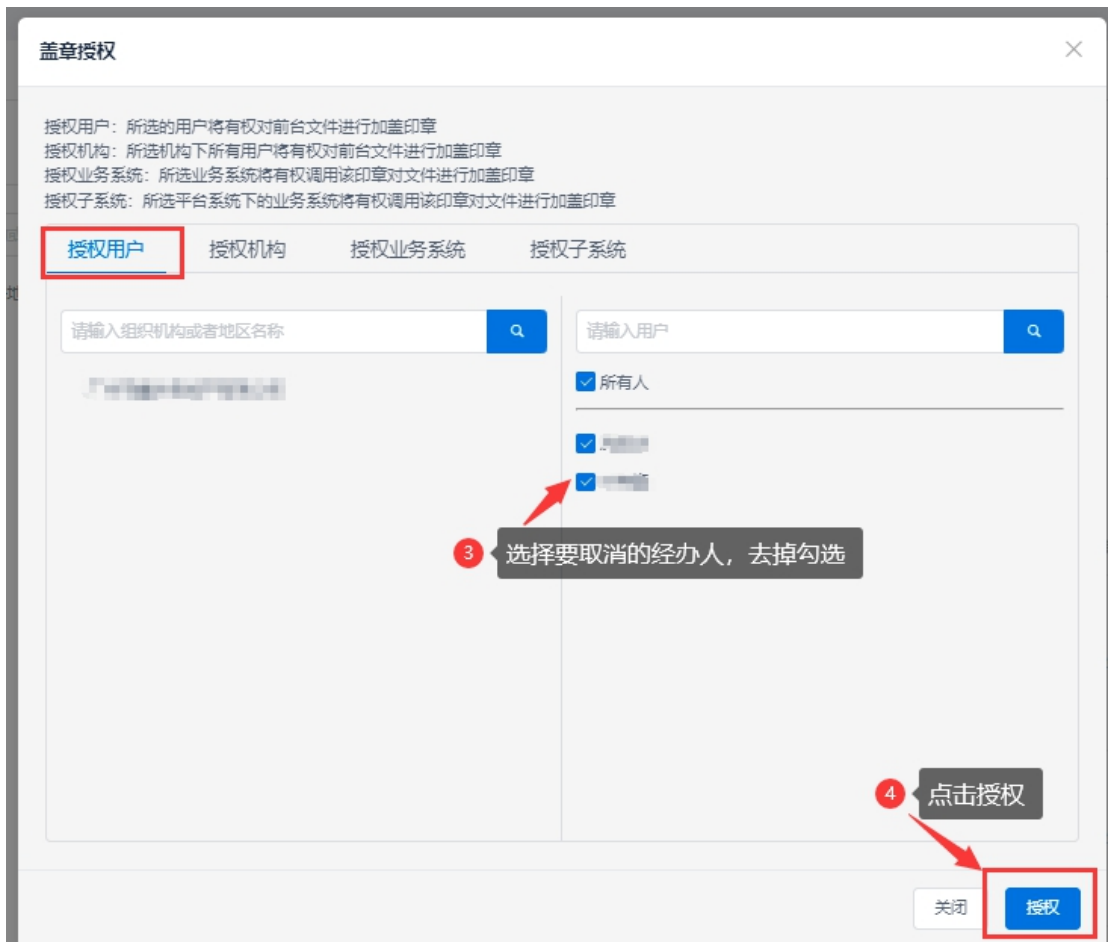 盖章授权
授权用户：所选的用户将有权对前台文件进行加盖印章
授权机构：所选机构下所有用户将有权对前台文件进行加盖印章
授权业务系统：所选业务系统将有权调用该印章对文件进行加盖印章
授权子系统：所选平台系统下的业务系统将有权调用该印章对文件进行加盖印章
授权用户 授权机构 授权业务系统 授权子系统
请输入组织机构或者地区名称 请输入用户
所有人
3 选择要取消的经办人，去掉勾选
4 点击授权
关闭 授权